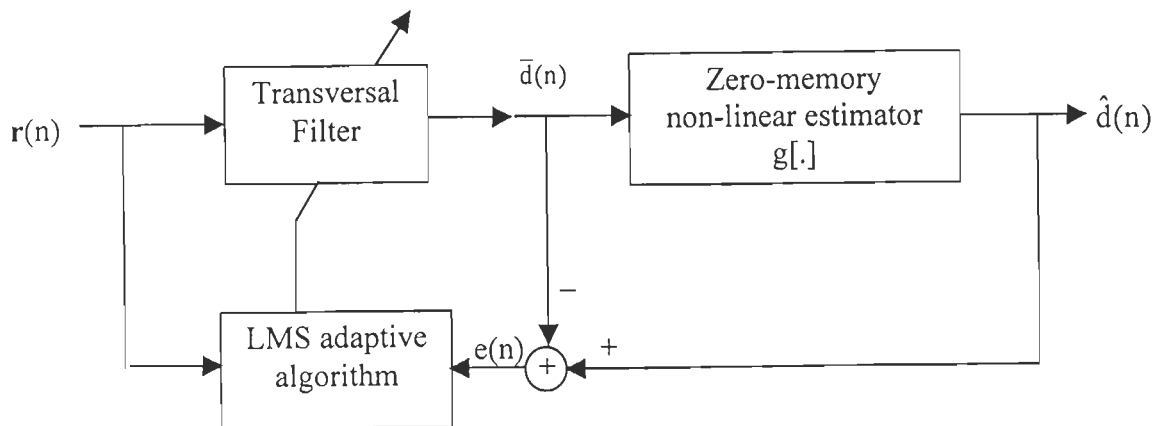 r(n)
Transversal
Filter
d̅(n)
Zero-memory
non-linear estimator
g[.]
d̂(n)
−
LMS adaptive
algorithm
e(n)
+
+